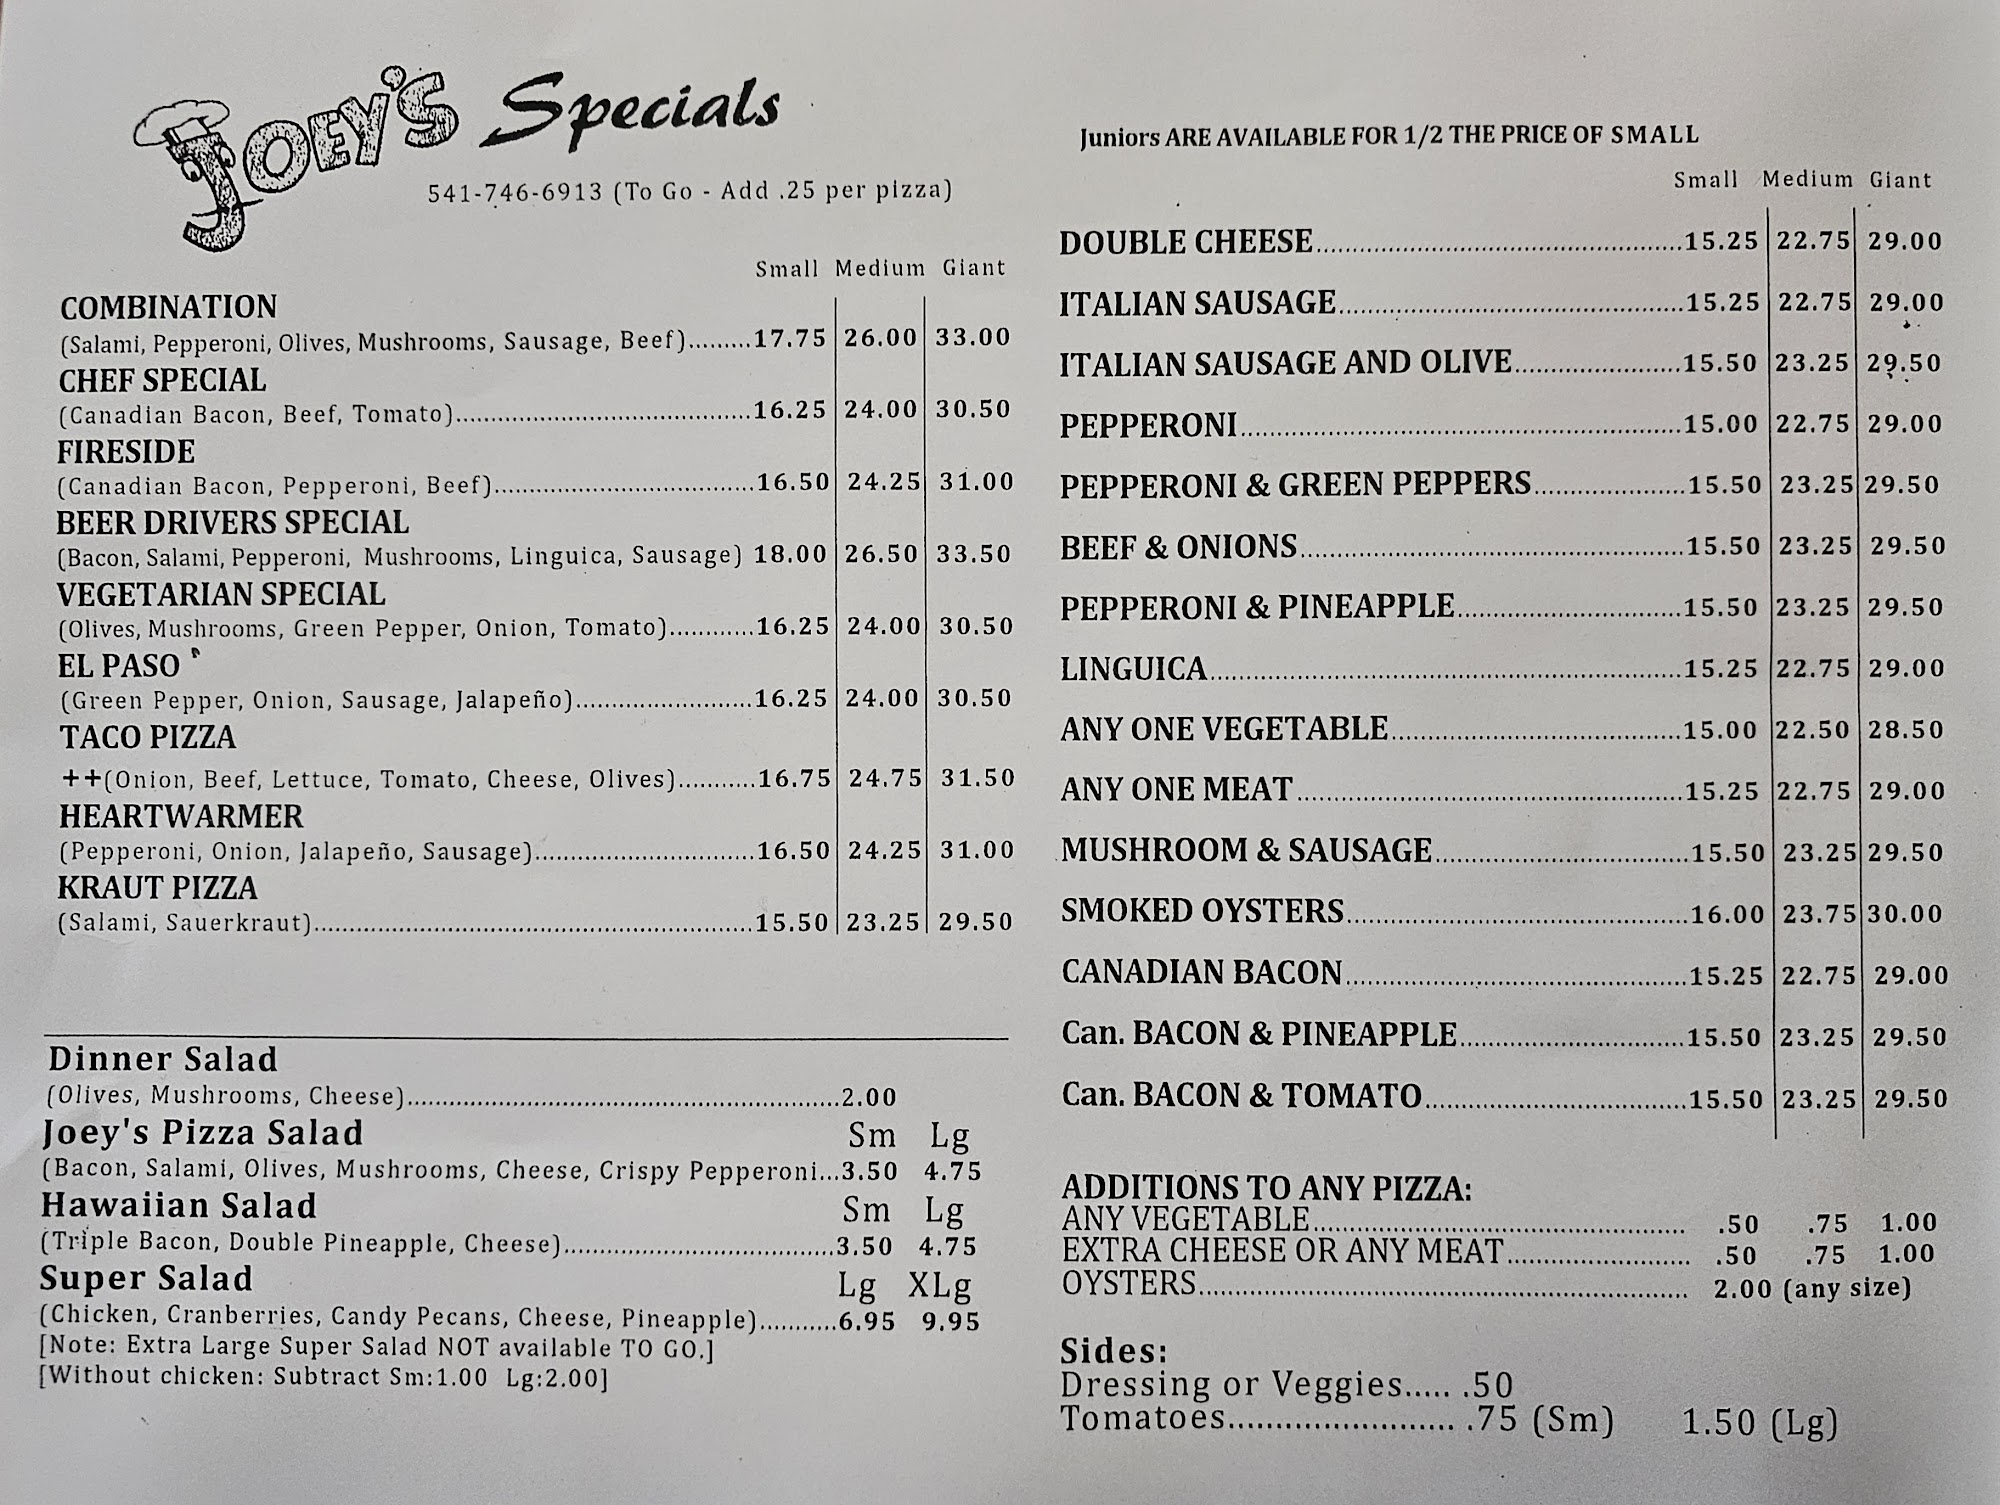 JOEY'S Specials
541-746-6913 (To Go - Add .25 per pizza)
Small Medium Giant
COMBINATION
(Salami, Pepperoni, Olives, Mushrooms, Sausage, Beef).........17.75 26.00 33.00
CHEF SPECIAL
(Canadian Bacon, Beef, Tomato)..........16.25 24.00 30.50
FIRESIDE
(Canadian Bacon, Pepperoni, Beef)..........16.50 24.25 31.00
BEER DRIVERS SPECIAL
(Bacon, Salami, Pepperoni, Mushrooms, Linguica, Sausage) 18.00 26.50 33.50
VEGETARIAN SPECIAL
(Olives, Mushrooms, Green Pepper, Onion, Tomato)............16.25 24.00 30.50
EL PASO
(Green Pepper, Onion, Sausage, Jalapeño)..........16.25 24.00 30.50
TACO PIZZA
++(Onion, Beef, Lettuce, Tomato, Cheese, Olives)...........16.75 24.75 31.50
HEARTWARMER
(Pepperoni, Onion, Jalapeño, Sausage)..........16.50 24.25 31.00
KRAUT PIZZA
(Salami, Sauerkraut)..........15.50 23.25 29.50
Dinner Salad
(Olives, Mushrooms, Cheese)..........2.00
Joey's Pizza Salad Sm Lg
(Bacon, Salami, Olives, Mushrooms, Cheese, Crispy Pepperoni...3.50 4.75
Hawaiian Salad Sm Lg
(Triple Bacon, Double Pineapple, Cheese)..........3.50 4.75
Super Salad Lg XLg
(Chicken, Cranberries, Candy Pecans, Cheese, Pineapple)...........6.95 9.95
[Note: Extra Large Super Salad NOT available TO GO.]
[Without chicken: Subtract Sm:1.00 Lg:2.00]
Juniors ARE AVAILABLE FOR 1/2 THE PRICE OF SMALL
Small Medium Giant
DOUBLE CHEESE..........15.25 22.75 29.00
ITALIAN SAUSAGE..........15.25 22.75 29.00
ITALIAN SAUSAGE AND OLIVE..........15.50 23.25 29.50
PEPPERONI..........15.00 22.75 29.00
PEPPERONI & GREEN PEPPERS..........15.50 23.25 29.50
BEEF & ONIONS..........15.50 23.25 29.50
PEPPERONI & PINEAPPLE..........15.50 23.25 29.50
LINGUICA..........15.25 22.75 29.00
ANY ONE VEGETABLE..........15.00 22.50 28.50
ANY ONE MEAT..........15.25 22.75 29.00
MUSHROOM & SAUSAGE..........15.50 23.25 29.50
SMOKED OYSTERS..........16.00 23.75 30.00
CANADIAN BACON..........15.25 22.75 29.00
Can. BACON & PINEAPPLE..........15.50 23.25 29.50
Can. BACON & TOMATO..........15.50 23.25 29.50
ADDITIONS TO ANY PIZZA:
ANY VEGETABLE.......... .50 .75 1.00
EXTRA CHEESE OR ANY MEAT.......... .50 .75 1.00
OYSTERS.......... 2.00 (any size)
Sides:
Dressing or Veggies..... .50
Tomatoes.......... .75 (Sm) 1.50 (Lg)